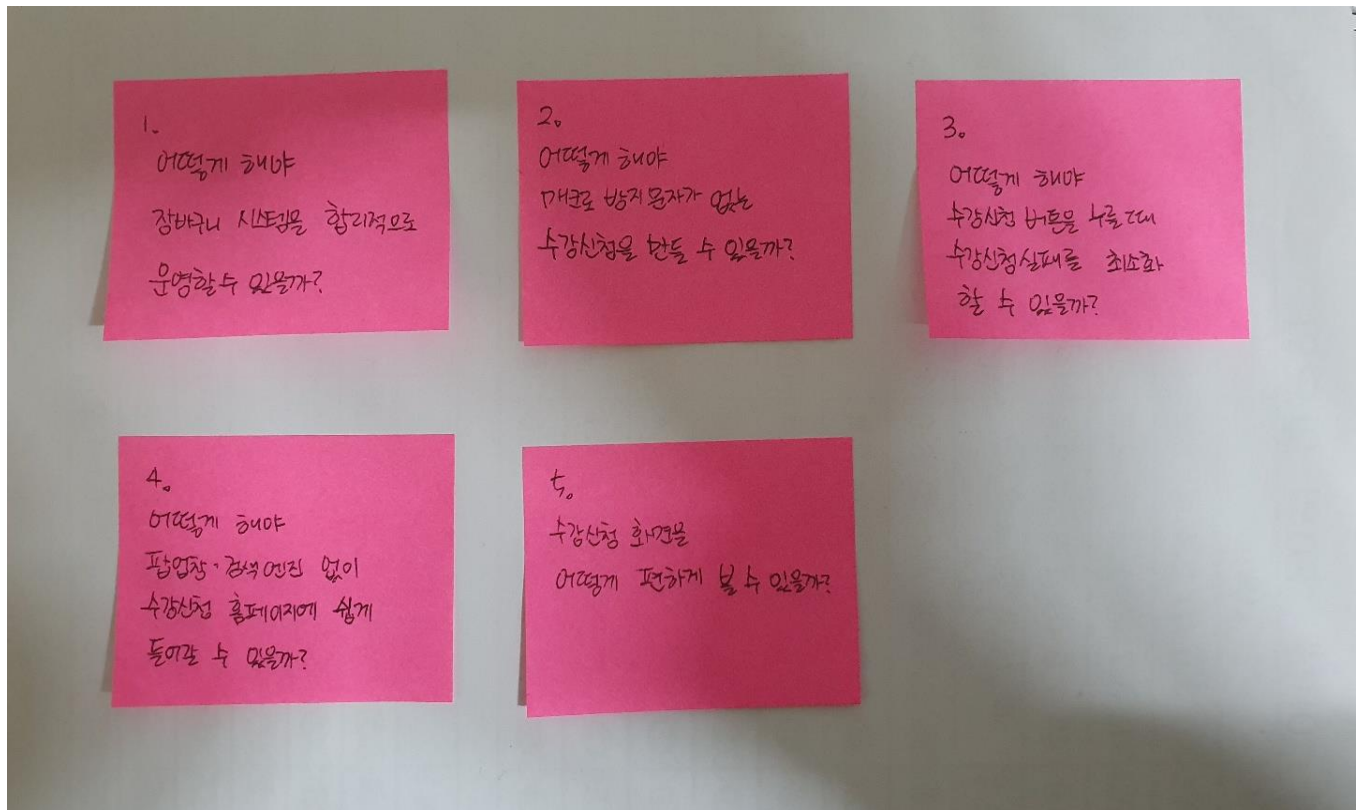 1.
어떻게 해야
장바구니 시스템을 합리적으로
운영할 수 있을까?
2.
어떻게 해야
매크로 방지 문자가 없는
수강신청을 만들 수 있을까?
3.
어떻게 해야
수강신청 버튼을 누를 때
수강신청실패를 최소화
할 수 있을까?
4.
어떻게 해야
팝업창·검색엔진 없이
수강신청 홈페이지에 쉽게
들어갈 수 있을까?
5.
수강신청 화면을
어떻게 편하게 볼 수 있을까?